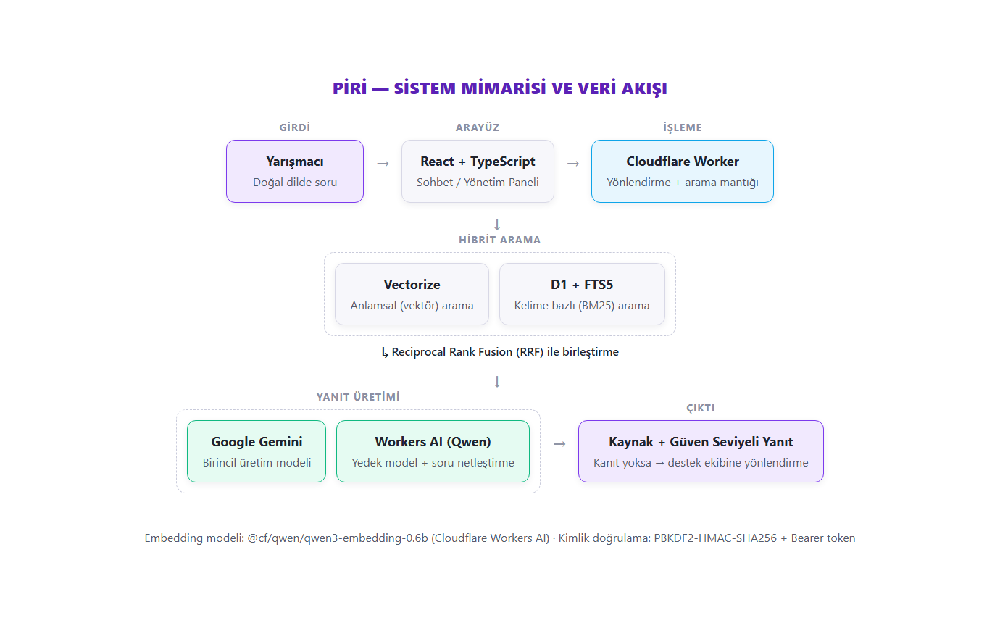 PİRİ — SİSTEM MİMARİSİ VE VERİ AKIŞI
GİRDİ
ARAYÜZ
İŞLEME
Yarışmacı
Doğal dilde soru
→
React + TypeScript
Sohbet / Yönetim Paneli
→
Cloudflare Worker
Yönlendirme + arama mantığı
↓
HİBRİT ARAMA
Vectorize
Anlamsal (vektör) arama
D1 + FTS5
Kelime bazlı (BM25) arama
↳ Reciprocal Rank Fusion (RRF) ile birleştirme
↓
YANIT ÜRETİMİ
Google Gemini
Birincil üretim modeli
Workers AI (Qwen)
Yedek model + soru netleştirme
→
ÇIKTI
Kaynak + Güven Seviyeli Yanıt
Kanıt yoksa → destek ekibine yönlendirme
Embedding modeli: @cf/qwen/qwen3-embedding-0.6b (Cloudflare Workers AI) · Kimlik doğrulama: PBKDF2-HMAC-SHA256 + Bearer token